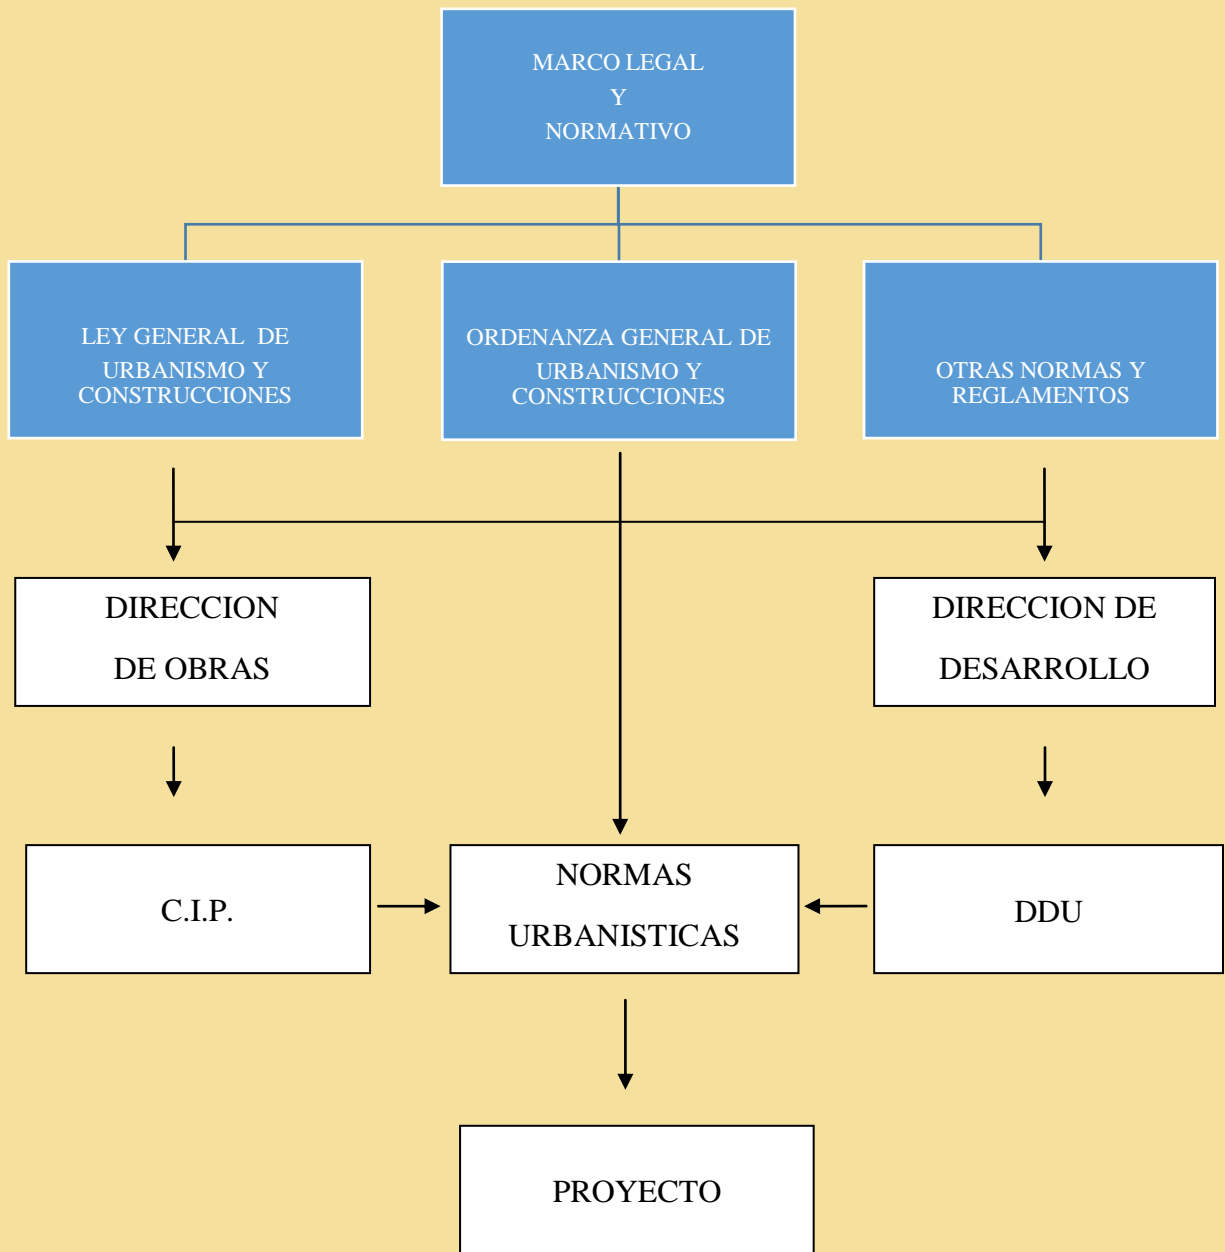 MARCO LEGAL
Y
NORMATIVO
LEY GENERAL DE
URBANISMO Y
CONSTRUCCIONES
ORDENANZA GENERAL DE
URBANISMO Y
CONSTRUCCIONES
OTRAS NORMAS Y
REGLAMENTOS
DIRECCION
DE OBRAS
DIRECCION DE
DESARROLLO
C.I.P.
NORMAS
URBANISTICAS
DDU
PROYECTO